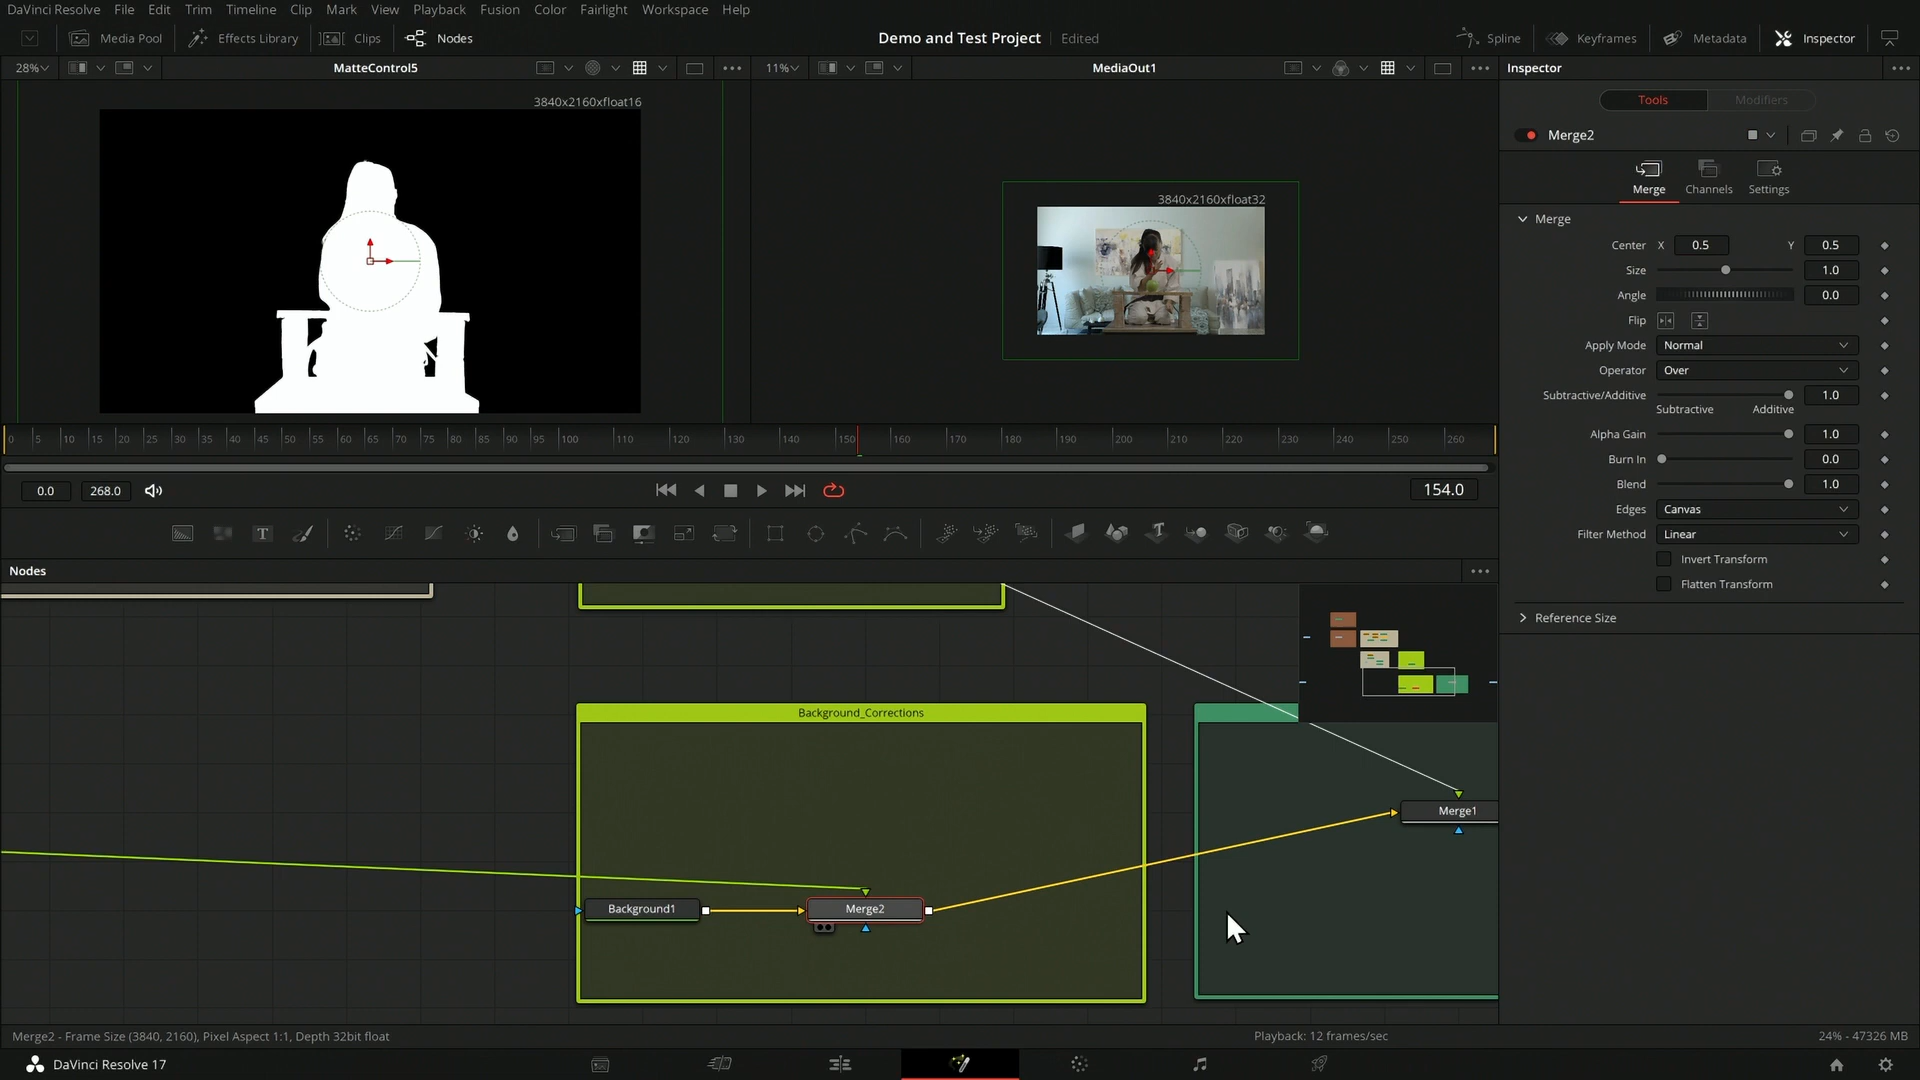 DaVinci Resolve File Edit Trim Timeline Clip Mark View Playback Fusion Color Fairlight Workspace Help
Media Pool Effects Library Clips Nodes Demo and Test Project Edited Spline Keyframes Metadata Inspector
28% MatteControl5 11% MediaOut1 Inspector
3840x2160xfloat16
3840x2160xfloat32
Tools Modifiers
Merge2
Merge Channels Settings
Merge
Center X 0.5 Y 0.5
Size 1.0
Angle 0.0
Flip
Apply Mode Normal
Operator Over
Subtractive/Additive 1.0
Subtractive Additive
Alpha Gain 1.0
Burn In 0.0
Blend 1.0
Edges Canvas
Filter Method Linear
Invert Transform
Flatten Transform
Reference Size
0 5 10 15 20 25 30 35 40 45 50 55 60 65 70 75 80 85 90 95 100 110 120 130 140 150 160 170 180 190 200 210 220 230 240 250 260
0.0 268.0 154.0
T T
Nodes
Background_Corrections
Merge1
Background1 Merge2
Merge2 - Frame Size (3840, 2160), Pixel Aspect 1:1, Depth 32bit float Playback: 12 frames/sec 24% - 47326 MB
DaVinci Resolve 17